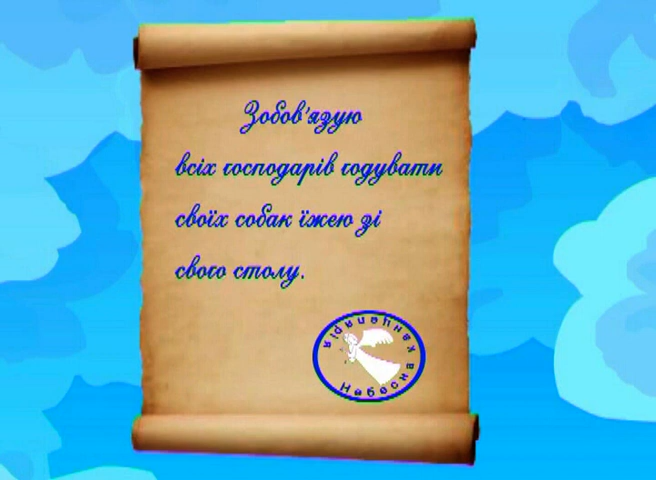 Зобов'язую
всіх господарів годувати
своїх собак їжею зі
свого столу.
Небесна канцелярія